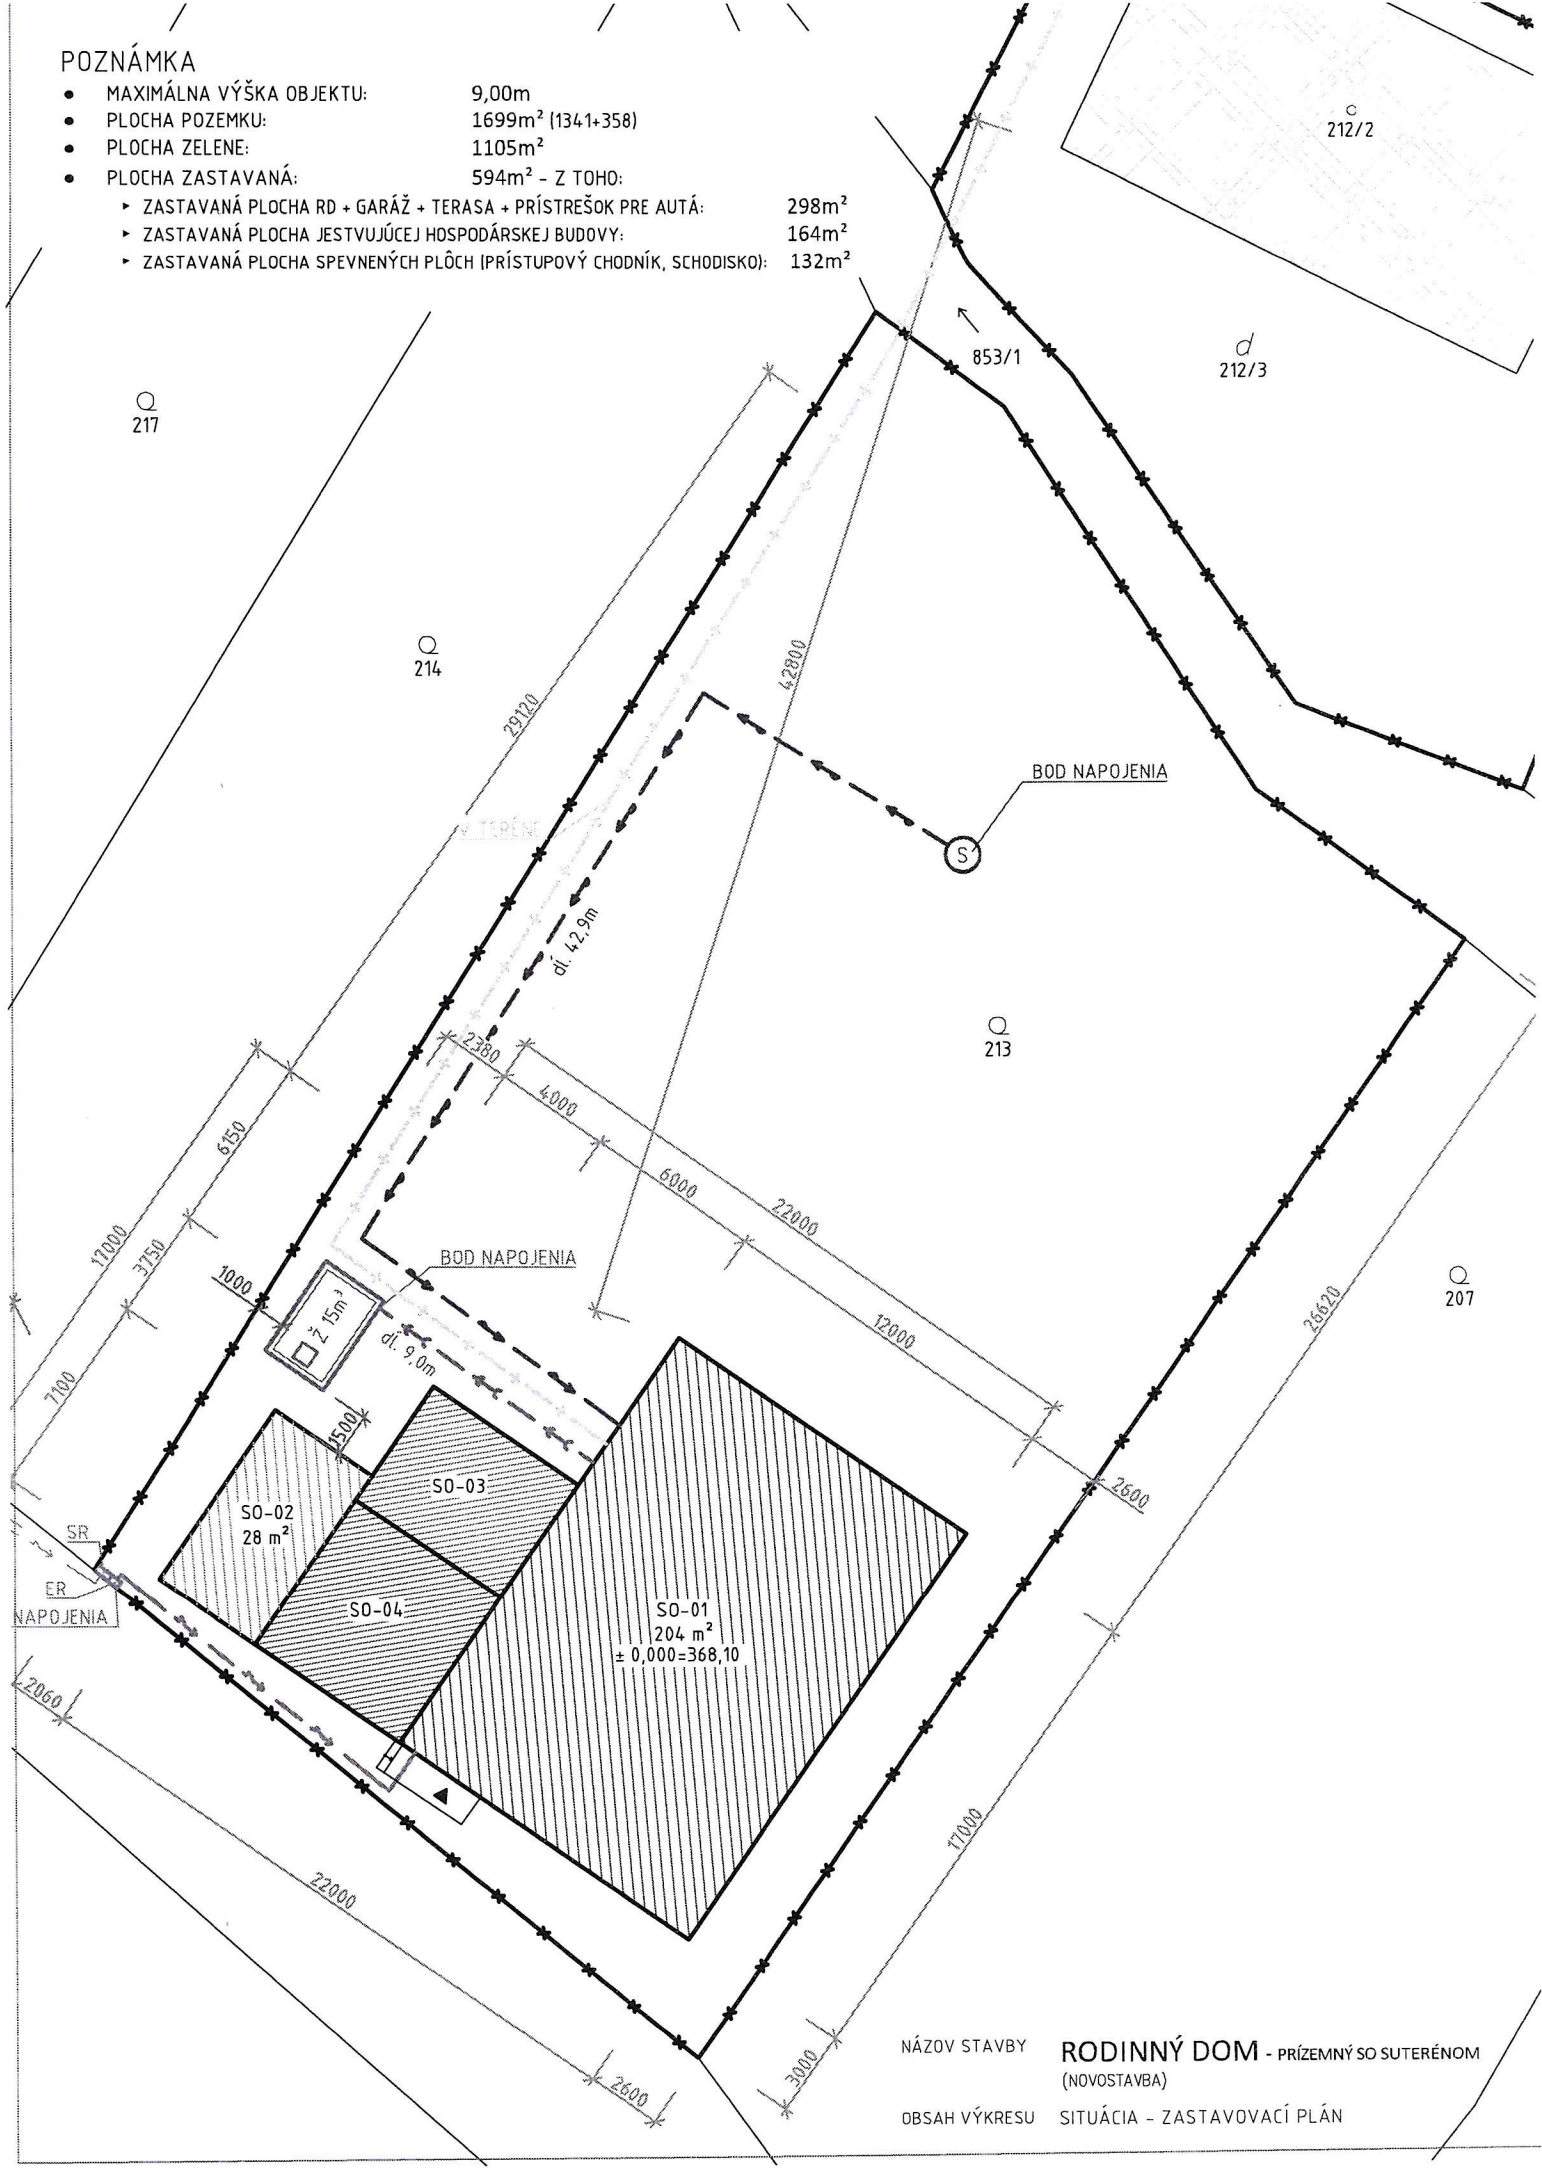 POZNÁMKA
• MAXIMÁLNA VÝŠKA OBJEKTU: 9,00m
• PLOCHA POZEMKU: 1699m² (1341+358)
• PLOCHA ZELENE: 1105m²
• PLOCHA ZASTAVANÁ: 594m² - Z TOHO:
‣ ZASTAVANÁ PLOCHA RD + GARÁŽ + TERASA + PRÍSTREŠOK PRE AUTÁ: 298m²
‣ ZASTAVANÁ PLOCHA JESTVUJÚCEJ HOSPODÁRSKEJ BUDOVY: 164m²
‣ ZASTAVANÁ PLOCHA SPEVNENÝCH PLÔCH (PRÍSTUPOVÝ CHODNÍK, SCHODISKO): 132m²
212/2
853/1
d
212/3
217
214
29120
42800
BOD NAPOJENIA
S
V TERÉNE
dĺ. 42,9m
213
2380
4000
6000
22000
12000
6150
17000
3750
1000
7100
BOD NAPOJENIA
Ž 15m³
dĺ. 9,0m
207
26620
1500
SO-03
SO-02
28 m²
2600
SR
ER
NAPOJENIA
SO-04
SO-01
204 m²
± 0,000=368,10
2060
22000
17000
2600
3000
NÁZOV STAVBY RODINNÝ DOM - PRÍZEMNÝ SO SUTERÉNOM
(NOVOSTAVBA)
OBSAH VÝKRESU SITUÁCIA - ZASTAVOVACÍ PLÁN